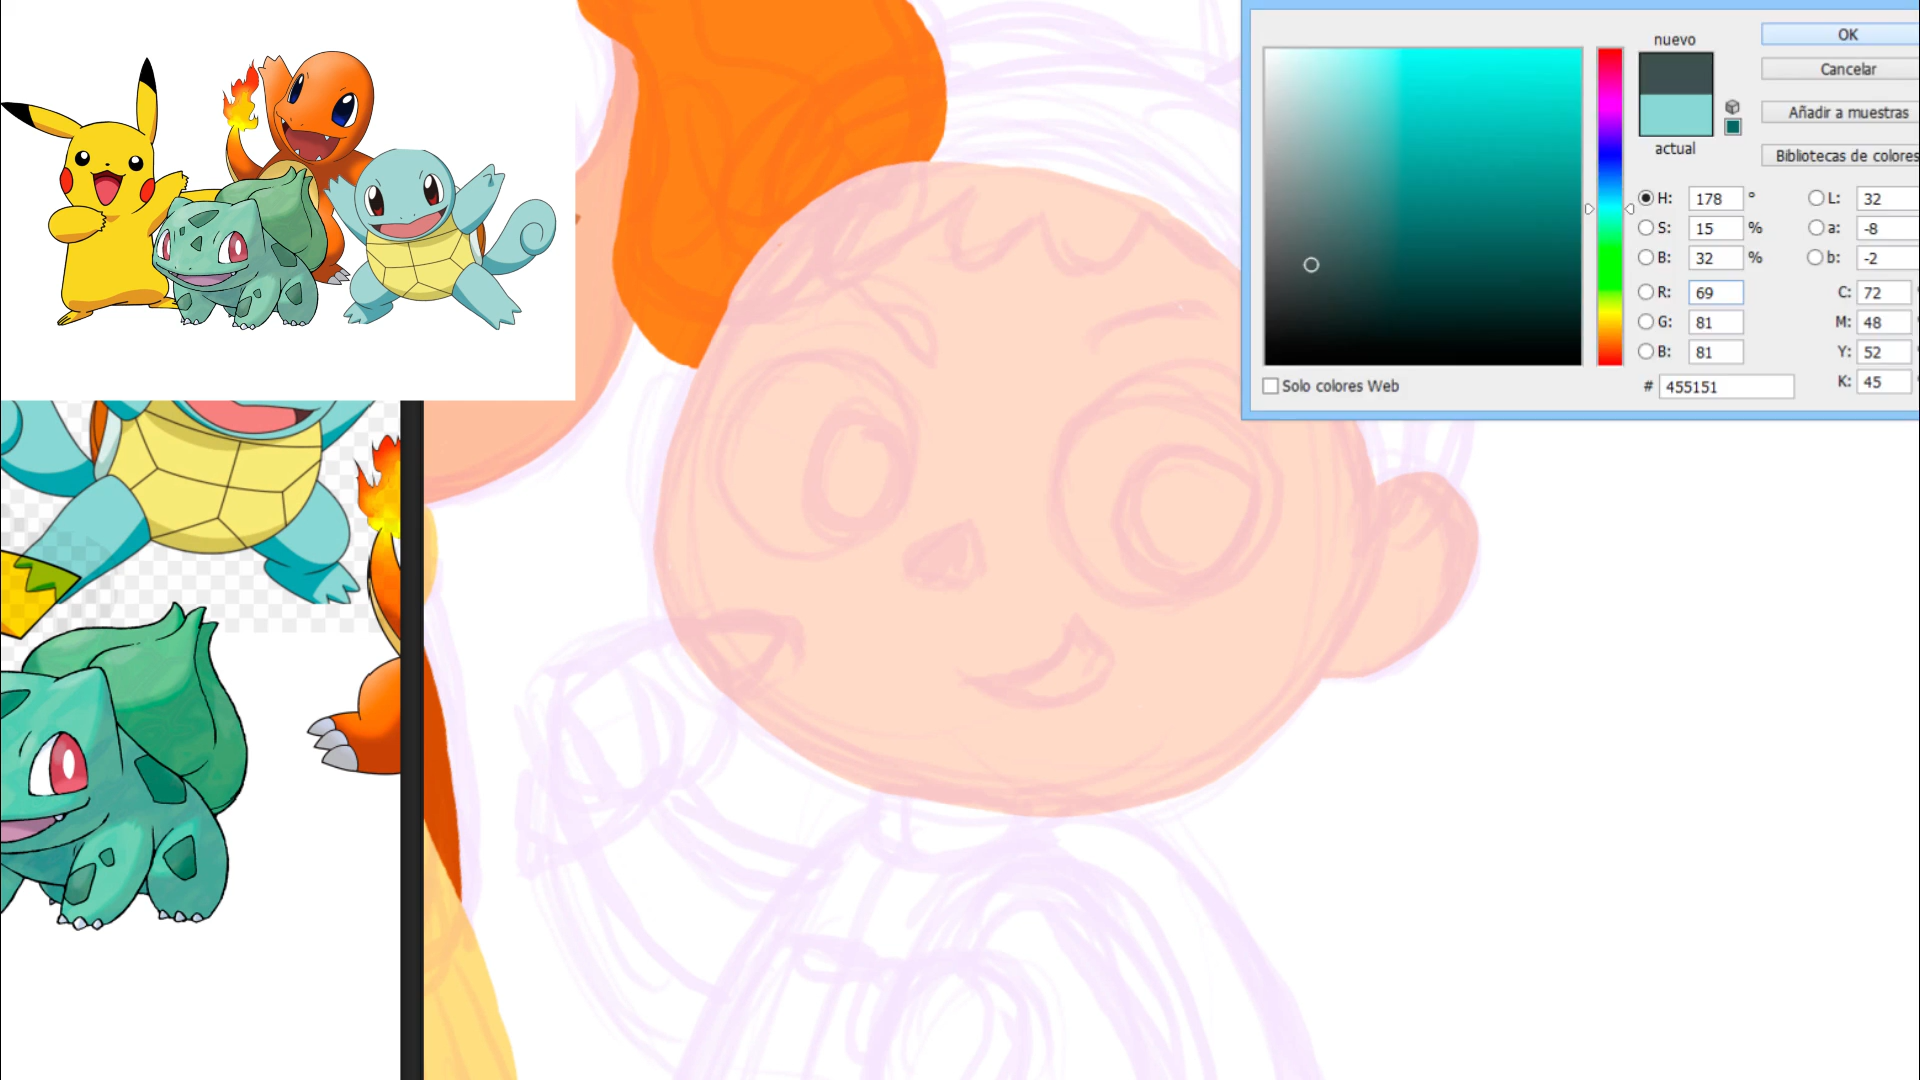 nuevo
actual
OK
Cancelar
Añadir a muestras
Bibliotecas de colores
H: 178 °
S: 15 %
B: 32 %
R: 69
G: 81
B: 81
# 455151
L: 32
a: -8
b: -2
C: 72
M: 48
Y: 52
K: 45
Solo colores Web